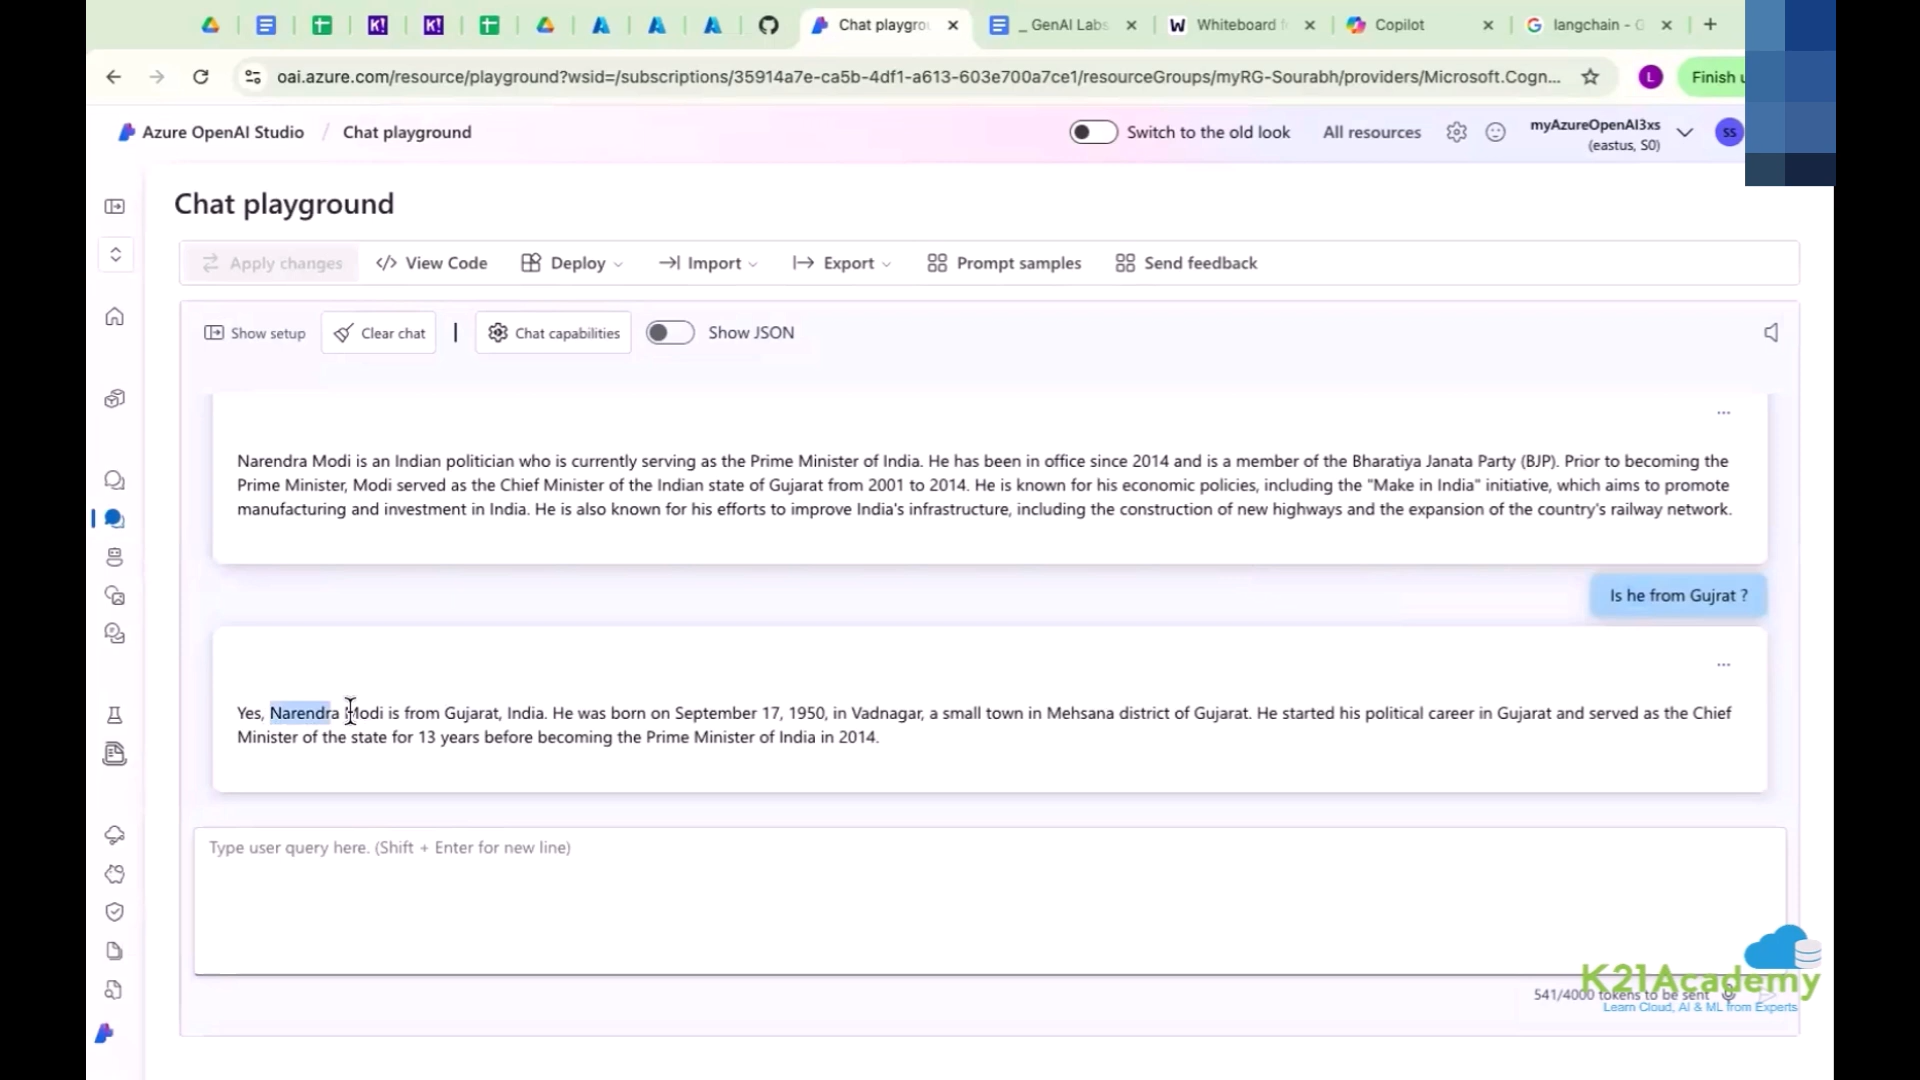 Chat playgrou
_ GenAI Labs
Whiteboard f
Copilot
langchain - G
oai.azure.com/resource/playground?wsid=/subscriptions/35914a7e-ca5b-4df1-a613-603e700a7ce1/resourceGroups/myRG-Sourabh/providers/Microsoft.Cogn...
L
Finish u
Azure OpenAI Studio / Chat playground
Switch to the old look
All resources
myAzureOpenAI3xs
(eastus, S0)
SS
Chat playground
Apply changes
View Code
Deploy
Import
Export
Prompt samples
Send feedback
Show setup
Clear chat
Chat capabilities
Show JSON
Narendra Modi is an Indian politician who is currently serving as the Prime Minister of India. He has been in office since 2014 and is a member of the Bharatiya Janata Party (BJP). Prior to becoming the
Prime Minister, Modi served as the Chief Minister of the Indian state of Gujarat from 2001 to 2014. He is known for his economic policies, including the "Make in India" initiative, which aims to promote
manufacturing and investment in India. He is also known for his efforts to improve India's infrastructure, including the construction of new highways and the expansion of the country's railway network.
Is he from Gujrat ?
Yes, Narendra Modi is from Gujarat, India. He was born on September 17, 1950, in Vadnagar, a small town in Mehsana district of Gujarat. He started his political career in Gujarat and served as the Chief
Minister of the state for 13 years before becoming the Prime Minister of India in 2014.
Type user query here. (Shift + Enter for new line)
541/4000 tokens to be sent
K21Academy
Learn Cloud, AI & ML from Experts